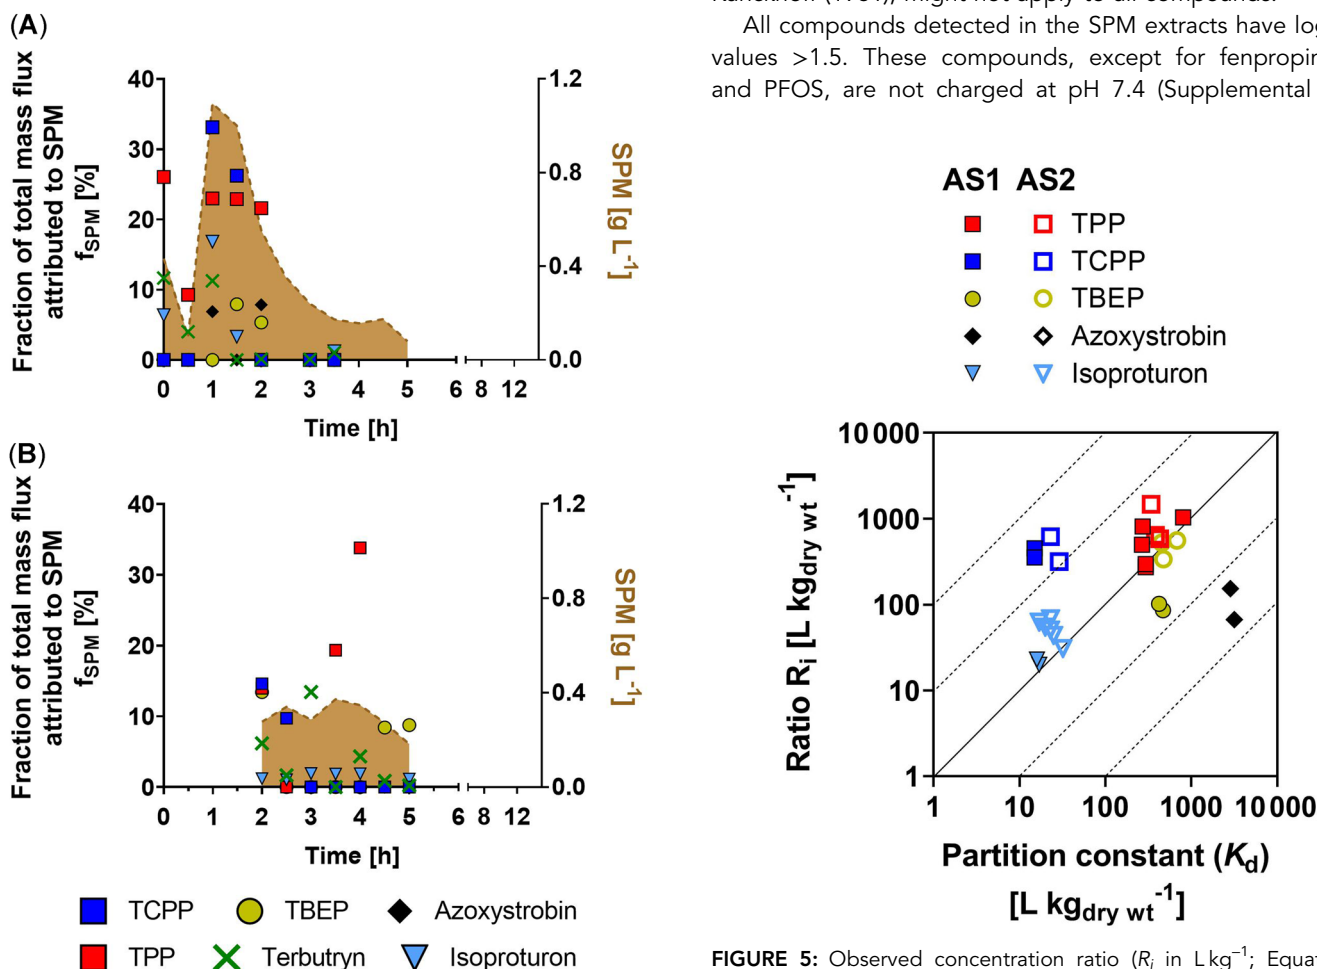 (A)
Fraction of total mass flux
attributed to SPM
fSPM [%]
40
30
20
10
0
1.2
0.8
0.4
0.0
SPM [g L-1]
0 1 2 3 4 5 6 8 12
Time [h]
(B)
Fraction of total mass flux
attributed to SPM
fSPM [%]
40
30
20
10
0
1.2
0.8
0.4
0.0
SPM [g L-1]
0 1 2 3 4 5 6 8 12
Time [h]
TCPP TBEP Azoxystrobin
TPP Terbutryn Isoproturon
All compounds detected in the SPM extracts have log
values >1.5. These compounds, except for fenpropin
and PFOS, are not charged at pH 7.4 (Supplemental
AS1 AS2
TPP
TCPP
TBEP
Azoxystrobin
Isoproturon
Ratio Ri [L kgdry wt-1]
10 000
1000
100
10
1
1 10 100 1000 10 000
Partition constant (Kd)
[L kgdry wt-1]
FIGURE 5: Observed concentration ratio (Ri in L kg−1; Equat